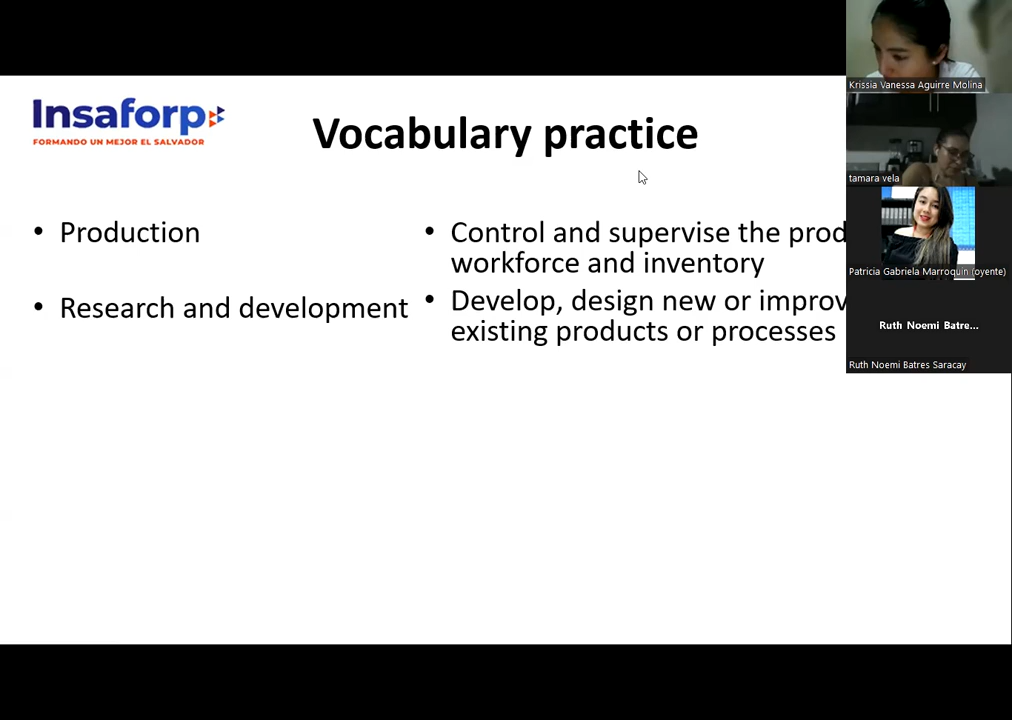 Insaforp
FORMANDO UN MEJOR EL SALVADOR
Vocabulary practice
• Production
• Research and development
• Control and supervise the prod
workforce and inventory
• Develop, design new or improv
existing products or processes
Krissia Vanessa Aguirre Molina
tamara vela
Patricia Gabriela Marroquin (oyente)
Ruth Noemi Batre...
Ruth Noemi Batres Saracay